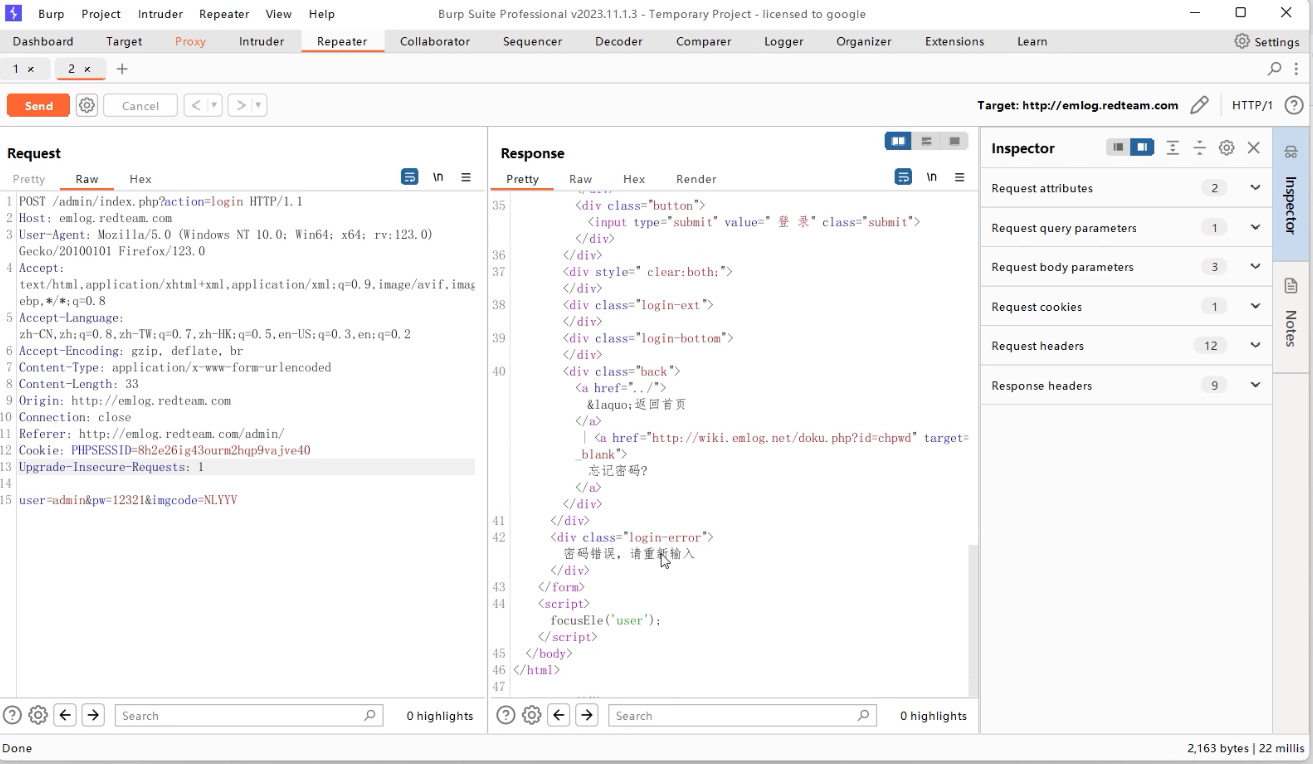 Burp Project Intruder Repeater View Help Burp Suite Professional v2023.11.1.3 - Temporary Project - licensed to google
Dashboard Target Proxy Intruder Repeater Collaborator Sequencer Decoder Comparer Logger Organizer Extensions Learn Settings
1 × 2 × +
Send Cancel < > Target: http://emlog.redteam.com HTTP/1 ?
Request
Pretty Raw Hex \n
1 POST /admin/index.php?action=login HTTP/1.1
2 Host: emlog.redteam.com
3 User-Agent: Mozilla/5.0 (Windows NT 10.0; Win64; x64; rv:123.0)
Gecko/20100101 Firefox/123.0
4 Accept:
text/html,application/xhtml+xml,application/xml;q=0.9,image/avif,imag
ebp,*/*;q=0.8
5 Accept-Language:
zh-CN,zh;q=0.8,zh-TW;q=0.7,zh-HK;q=0.5,en-US;q=0.3,en;q=0.2
6 Accept-Encoding: gzip, deflate, br
7 Content-Type: application/x-www-form-urlencoded
8 Content-Length: 33
9 Origin: http://emlog.redteam.com
10 Connection: close
11 Referer: http://emlog.redteam.com/admin/
12 Cookie: PHPSESSID=8h2e26ig43ourm2hqp9vajve40
13 Upgrade-Insecure-Requests: 1
14
15 user=admin&pw=12321&imgcode=NLYYV
? Search 0 highlights
Response
Pretty Raw Hex Render \n
35 <div class="button">
<input type="submit" value=" 登 录" class="submit">
</div>
36 </div>
37 <div style=" clear:both;">
</div>
38 <div class="login-ext">
</div>
39 <div class="login-bottom">
</div>
40 <div class="back">
<a href="../">
&laquo;返回首页
</a>
| <a href="http://wiki.emlog.net/doku.php?id=chpwd" target=
_blank">
忘记密码?
</a>
</div>
41 </div>
42 <div class="login-error">
密码错误，请重新输入
</div>
43 </form>
44 <script>
focusEle('user');
</script>
45 </body>
46 </html>
47
? Search 0 highlights
Inspector
Request attributes 2
Request query parameters 1
Request body parameters 3
Request cookies 1
Request headers 12
Response headers 9
Inspector
Notes
Done 2,163 bytes | 22 millis